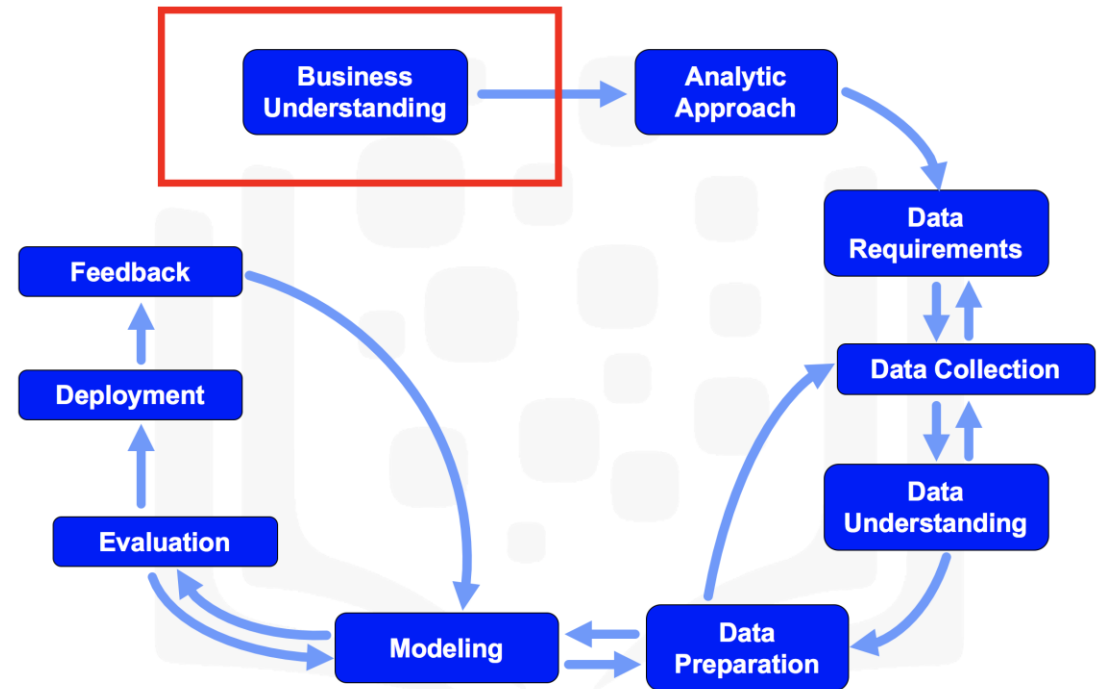 Business
Understanding
Analytic
Approach
Data
Requirements
Feedback
Data Collection
Deployment
Data
Understanding
Evaluation
Modeling
Data
Preparation